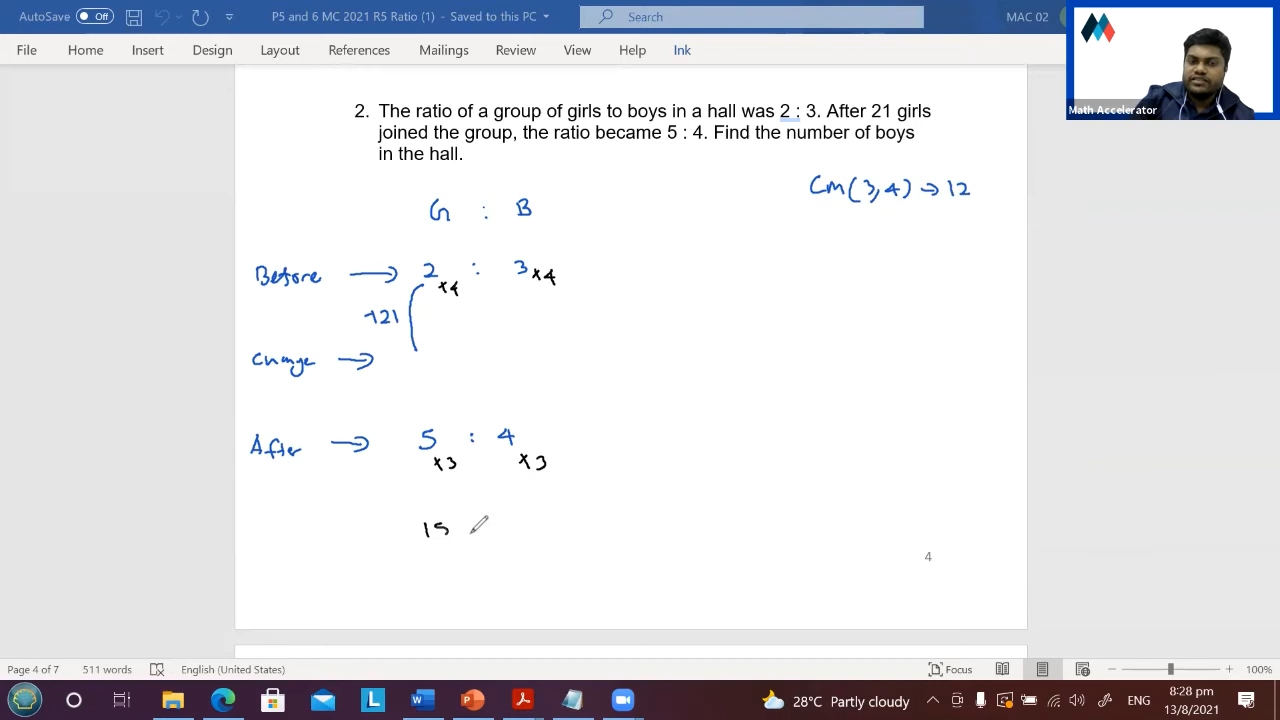 AutoSave Off P5 and 6 MC 2021 R5 Ratio (1) - Saved to this PC Search MAC 02
File Home Insert Design Layout References Mailings Review View Help Ink
Math Accelerator
2. The ratio of a group of girls to boys in a hall was 2 : 3. After 21 girls
joined the group, the ratio became 5 : 4. Find the number of boys
in the hall.
CM(3,4) → 12
G : B
Before → 2 : 3
×4 ×4
+21
Change →
After → 5 : 4
×3 ×3
15
4
Page 4 of 7 511 words English (United States) Focus 100%
28°C Partly cloudy ENG 8:28 pm
13/8/2021